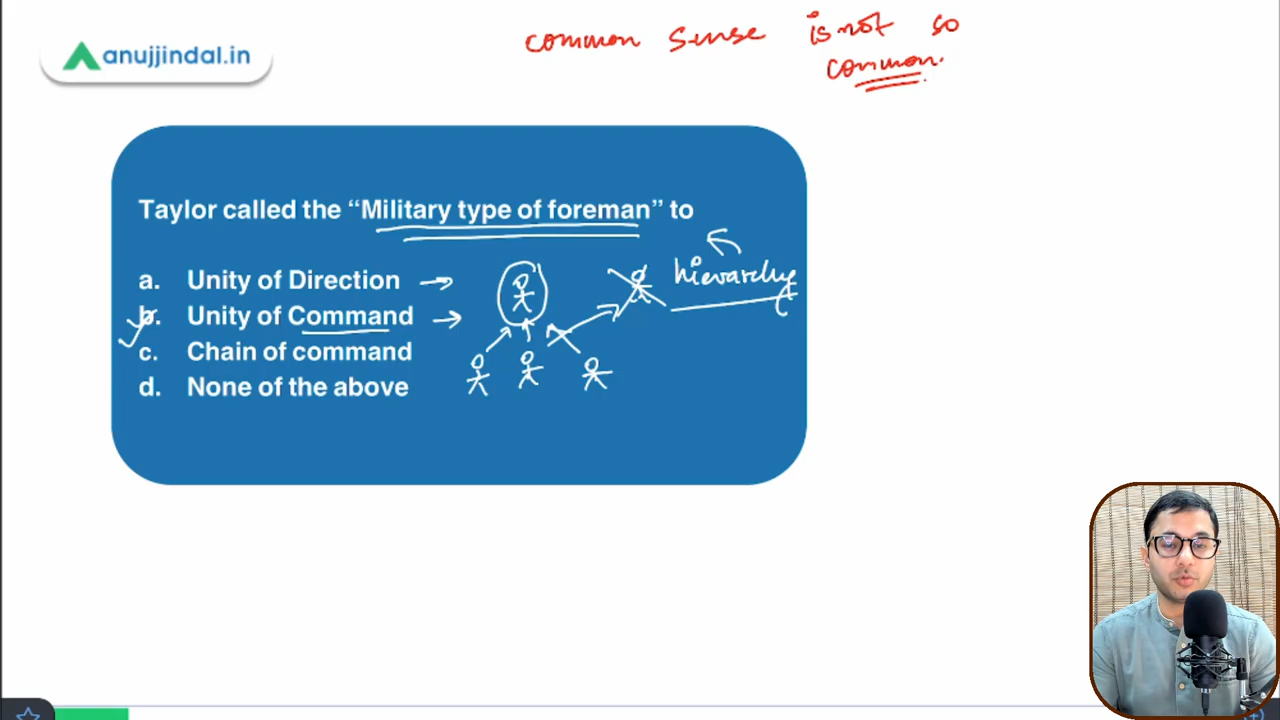 common sense is not so
common.
anujjindal.in
Taylor called the “Military type of foreman” to
a. Unity of Direction
hierarchy
b. Unity of Command
c. Chain of command
d. None of the above